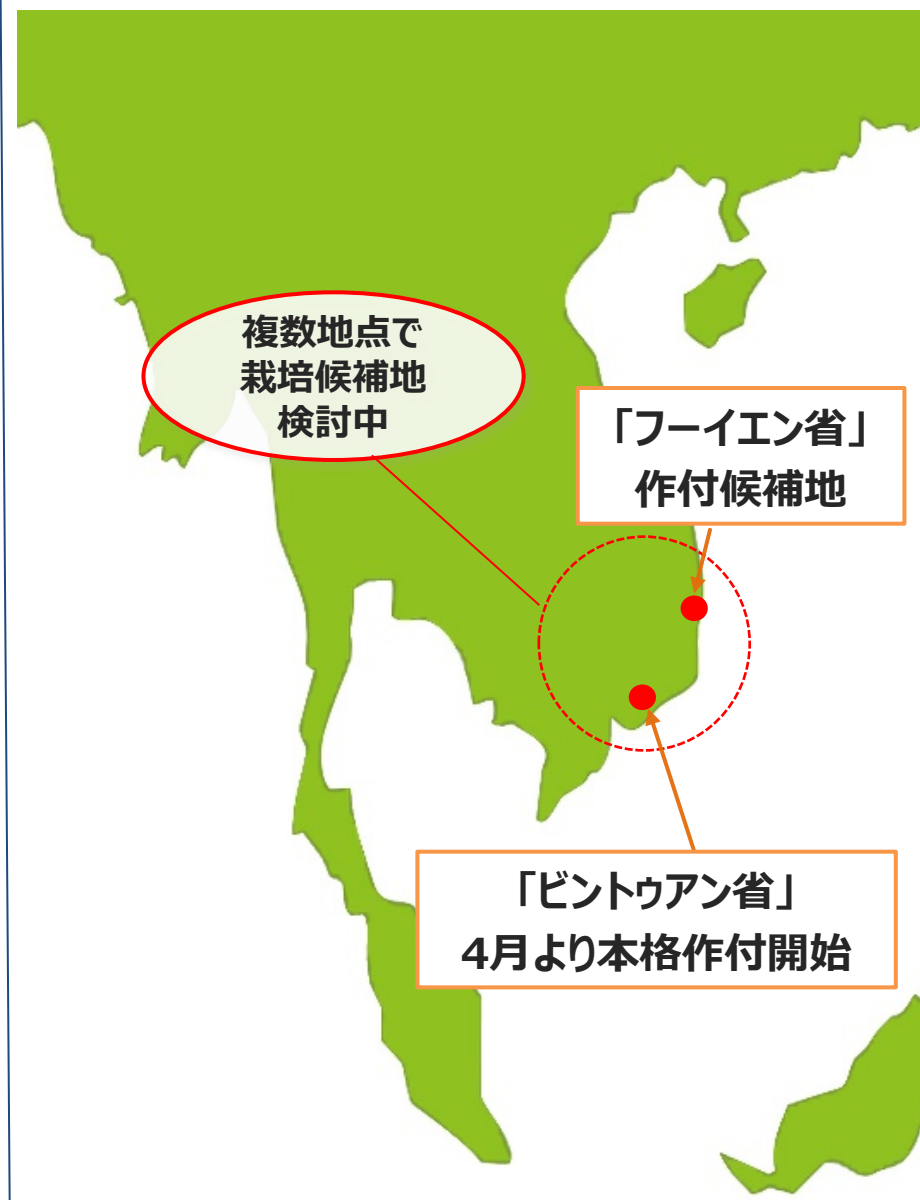 複数地点で
栽培候補地
検討中
「フーイエン省」
作付候補地
「ビントゥアン省」
4月より本格作付開始